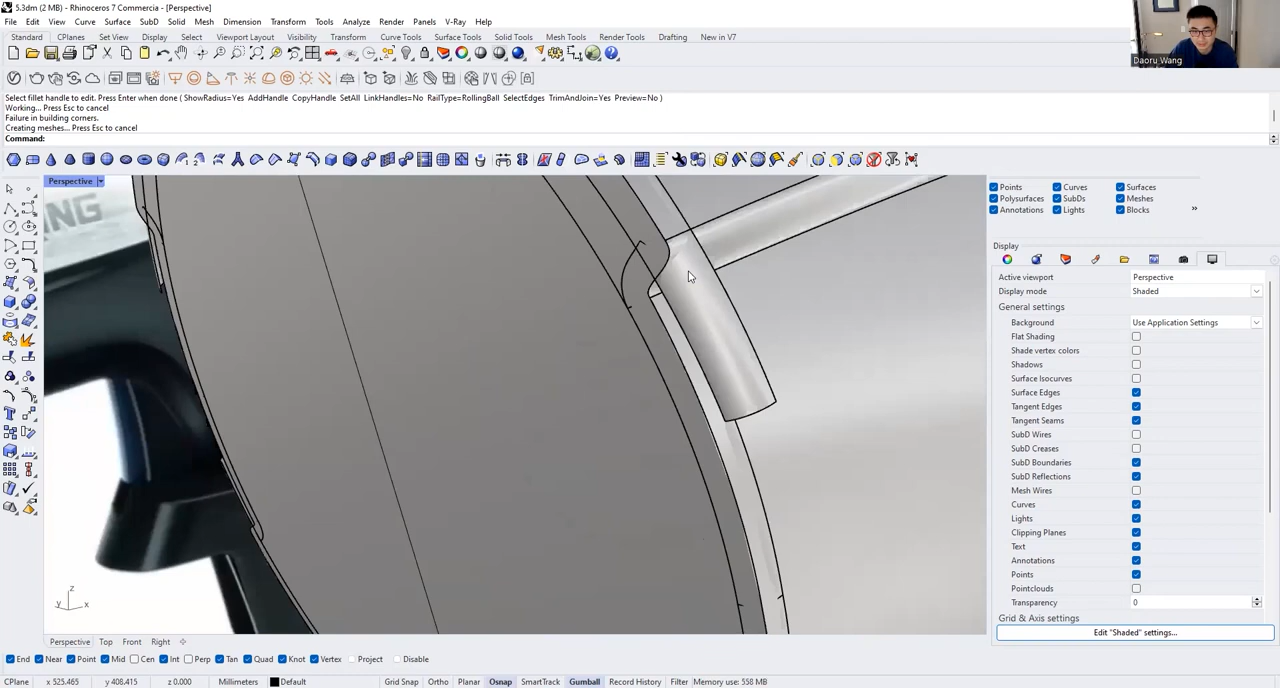 5.3dm (2 MB) - Rhinoceros 7 Commercia - [Perspective]
File Edit View Curve Surface SubD Solid Mesh Dimension Transform Tools Analyze Render Panels V-Ray Help
Standard CPlanes Set View Display Select Viewport Layout Visibility Transform Curve Tools Surface Tools Solid Tools Mesh Tools Render Tools Drafting New in V7
Daoru Wang
Select fillet handle to edit. Press Enter when done ( ShowRadius=Yes AddHandle CopyHandle SetAll LinkHandles=No RailType=RollingBall SelectEdges TrimAndJoin=Yes Preview=No )
Working... Press Esc to cancel
Failure in building corners.
Creating meshes... Press Esc to cancel
Command:
Perspective
ING
z
y x
Points Curves Surfaces
Polysurfaces SubDs Meshes
Annotations Lights Blocks »
Display
Active viewport Perspective
Display mode Shaded
General settings
Background Use Application Settings
Flat Shading
Shade vertex colors
Shadows
Surface Isocurves
Surface Edges
Tangent Edges
Tangent Seams
SubD Wires
SubD Creases
SubD Boundaries
SubD Reflections
Mesh Wires
Curves
Lights
Clipping Planes
Text
Annotations
Points
Pointclouds
Transparency 0
Grid & Axis settings
Edit "Shaded" settings...
Perspective Top Front Right
End Near Point Mid Cen Int Perp Tan Quad Knot Vertex Project Disable
CPlane x 525.465 y 408.415 z 0.000 Millimeters Default Grid Snap Ortho Planar Osnap SmartTrack Gumball Record History Filter Memory use: 558 MB